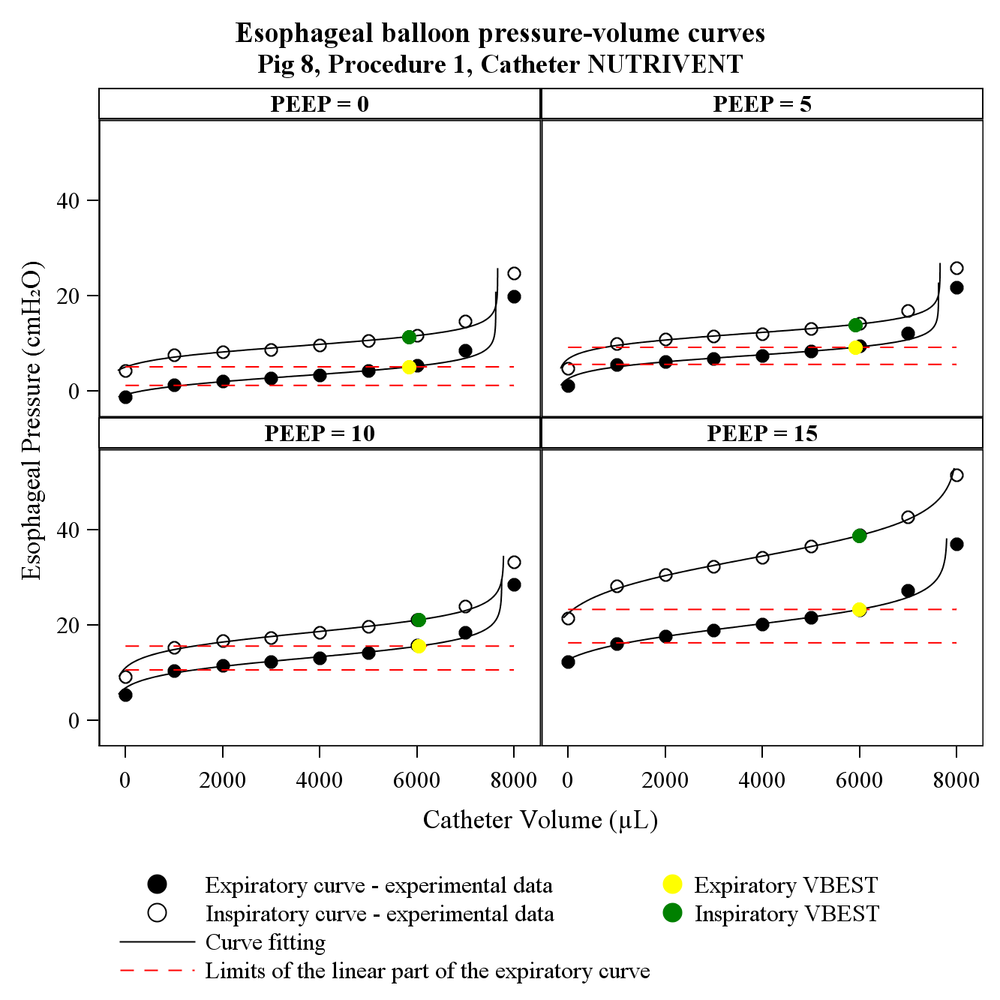 Esophageal balloon pressure-volume curves
Pig 8, Procedure 1, Catheter NUTRIVENT
PEEP = 0
PEEP = 5
40
20
0
PEEP = 10
PEEP = 15
40
20
0
Esophageal Pressure (cmH₂O)
0 2000 4000 6000 8000
0 2000 4000 6000 8000
Catheter Volume (µL)
Expiratory curve - experimental data
Expiratory VBEST
Inspiratory curve - experimental data
Inspiratory VBEST
Curve fitting
Limits of the linear part of the expiratory curve